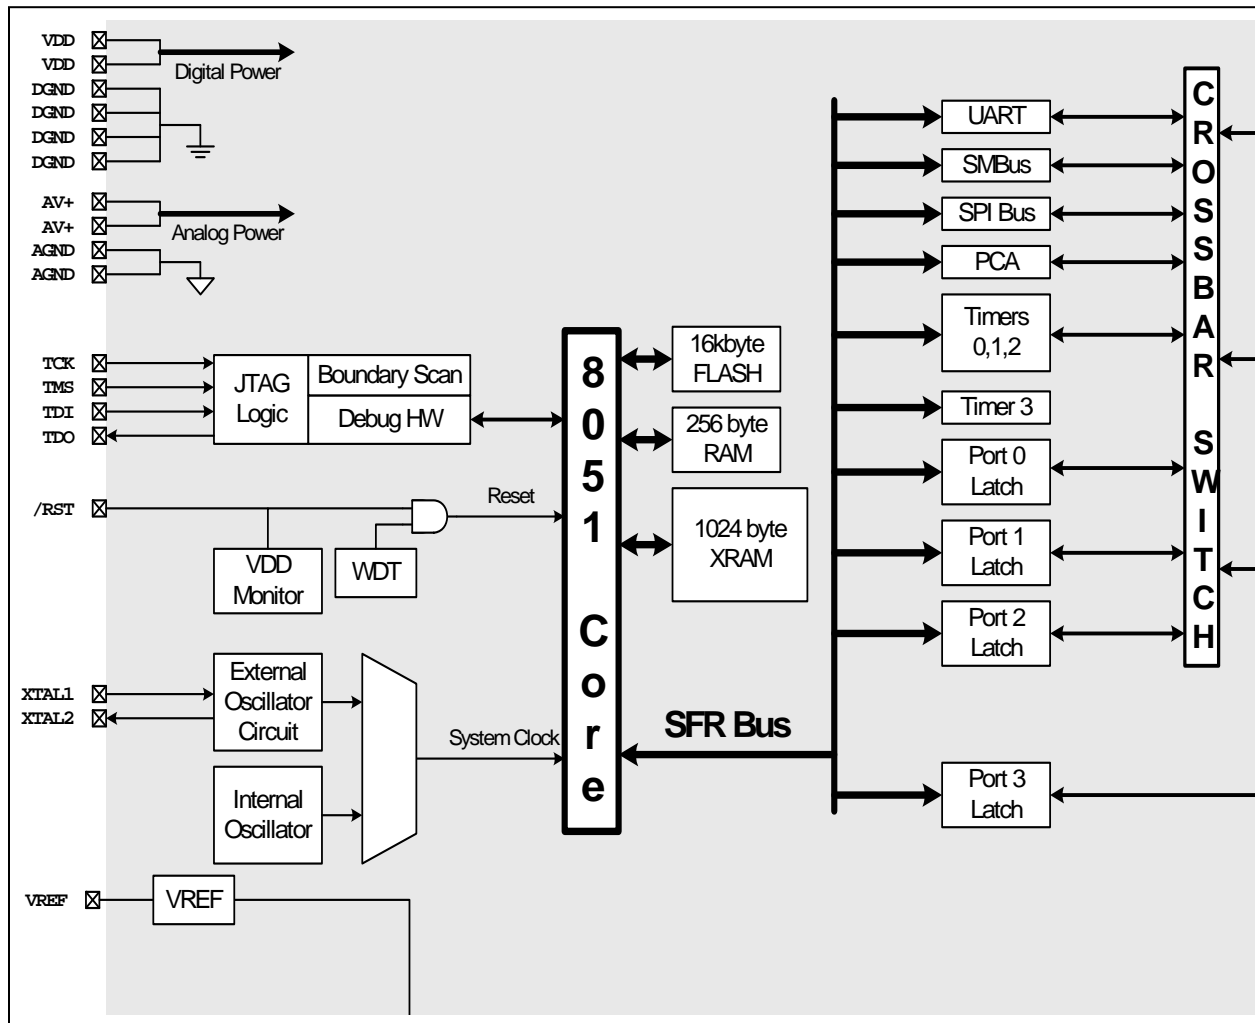 VDD
VDD
Digital Power
DGND
DGND
DGND
DGND
AV+
AV+
Analog Power
AGND
AGND
TCK
TMS
TDI
TDO
JTAG
Logic
Boundary Scan
Debug HW
/RST
Reset
VDD
Monitor
WDT
XTAL1
XTAL2
External
Oscillator
Circuit
Internal
Oscillator
System Clock
VREF
VREF
8051 Core
16kbyte
FLASH
256 byte
RAM
1024 byte
XRAM
SFR Bus
UART
SMBus
SPI Bus
PCA
Timers
0,1,2
Timer 3
Port 0
Latch
Port 1
Latch
Port 2
Latch
Port 3
Latch
CROSSBAR SWITCH